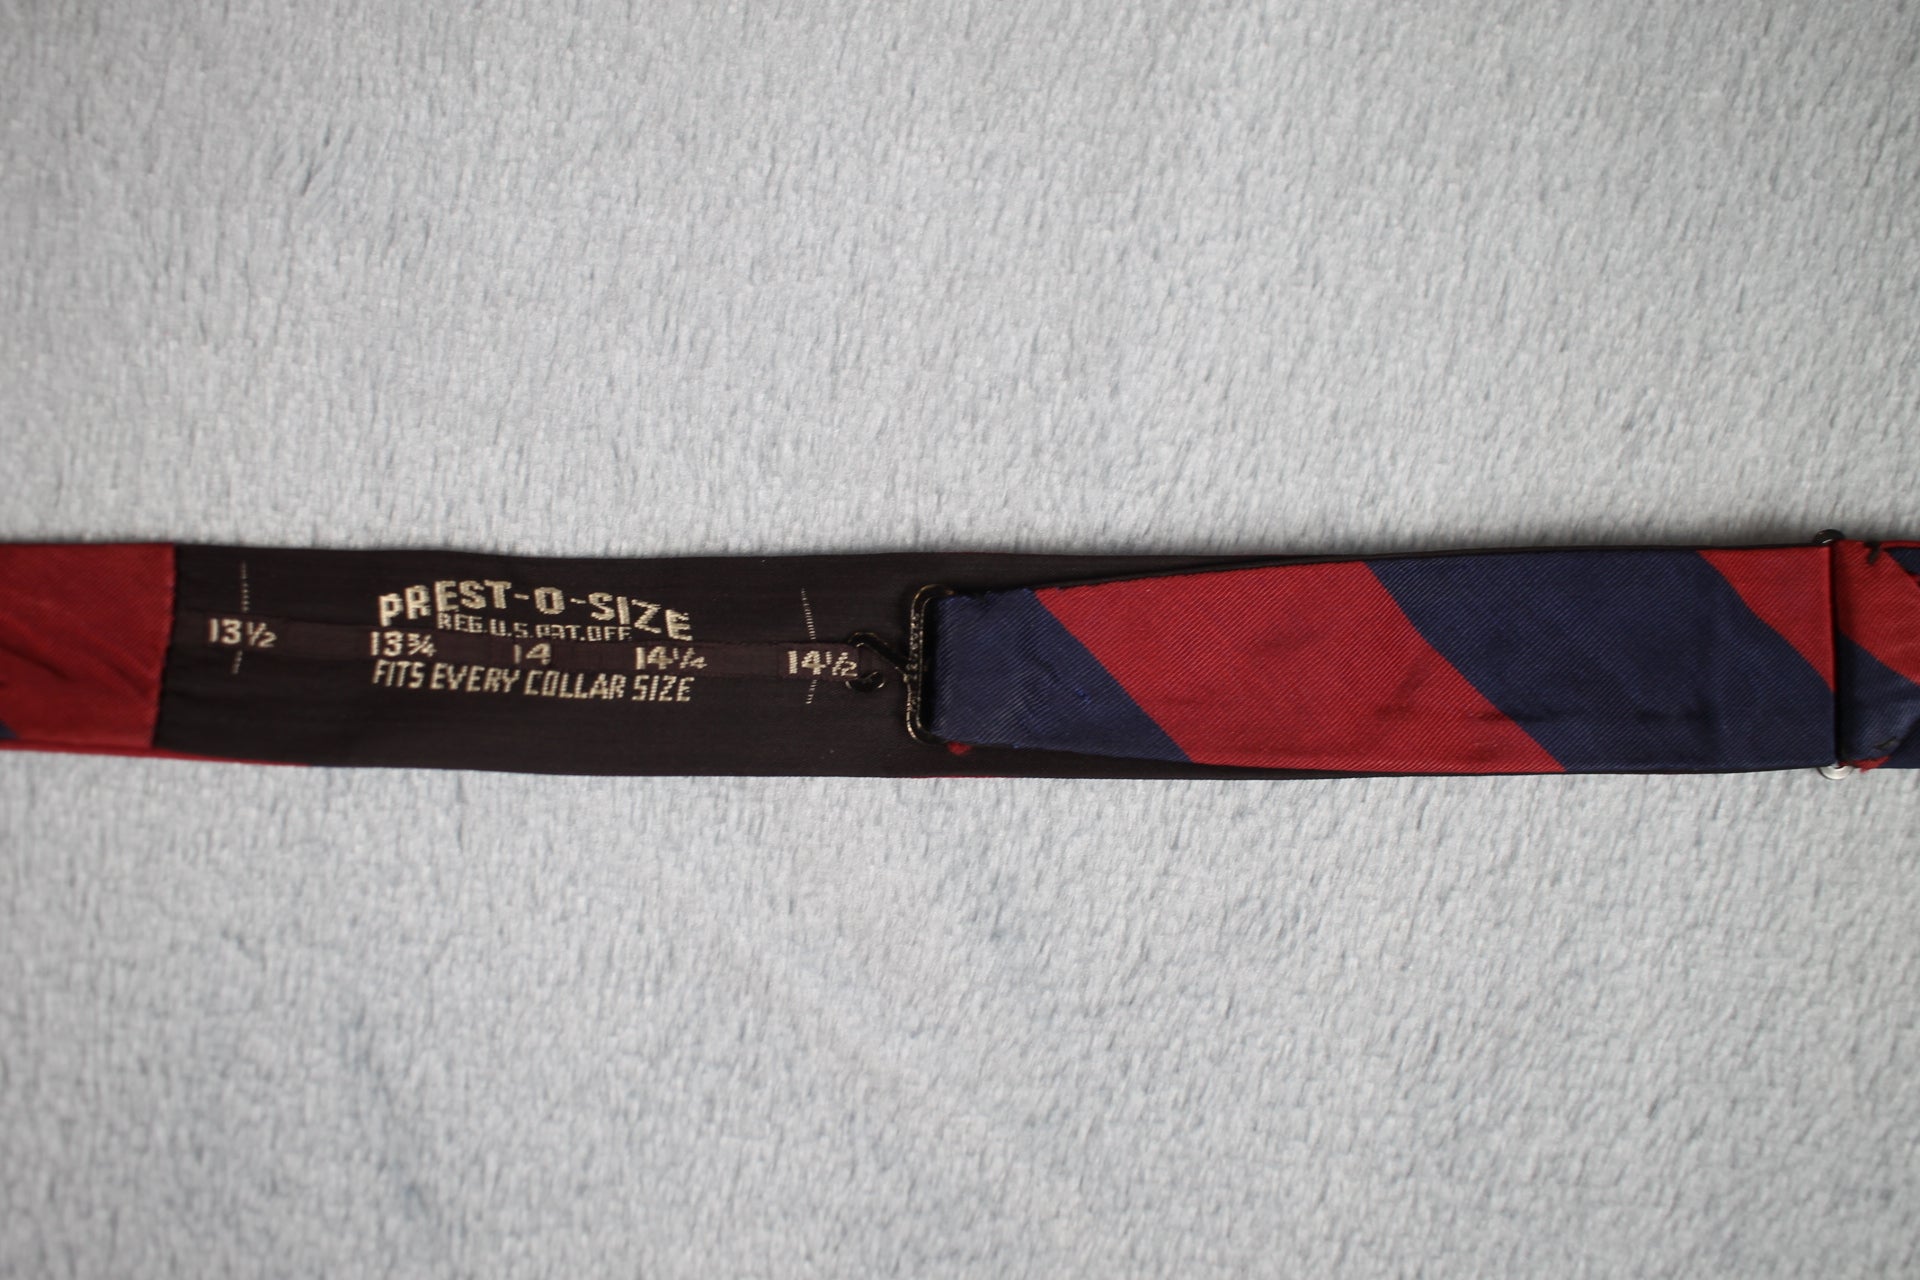 PREST-O-SIZE
REG.U.S.PAT.OFF.
13½ 13¾ 14 14¼ 14½
FITS EVERY COLLAR SIZE